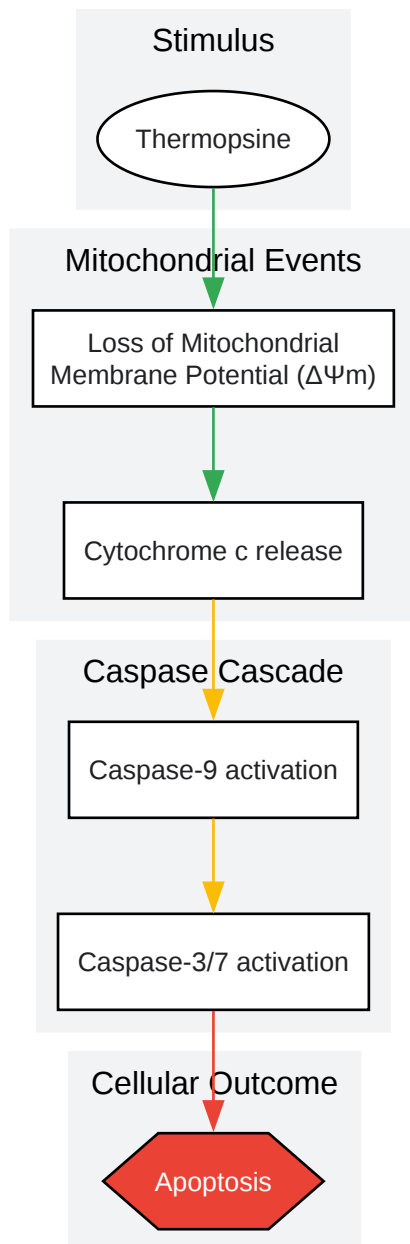 Stimulus
Thermopsine
Mitochondrial Events
Loss of Mitochondrial
Membrane Potential (ΔΨm)
Cytochrome c release
Caspase Cascade
Caspase-9 activation
Caspase-3/7 activation
Cellular Outcome
Apoptosis